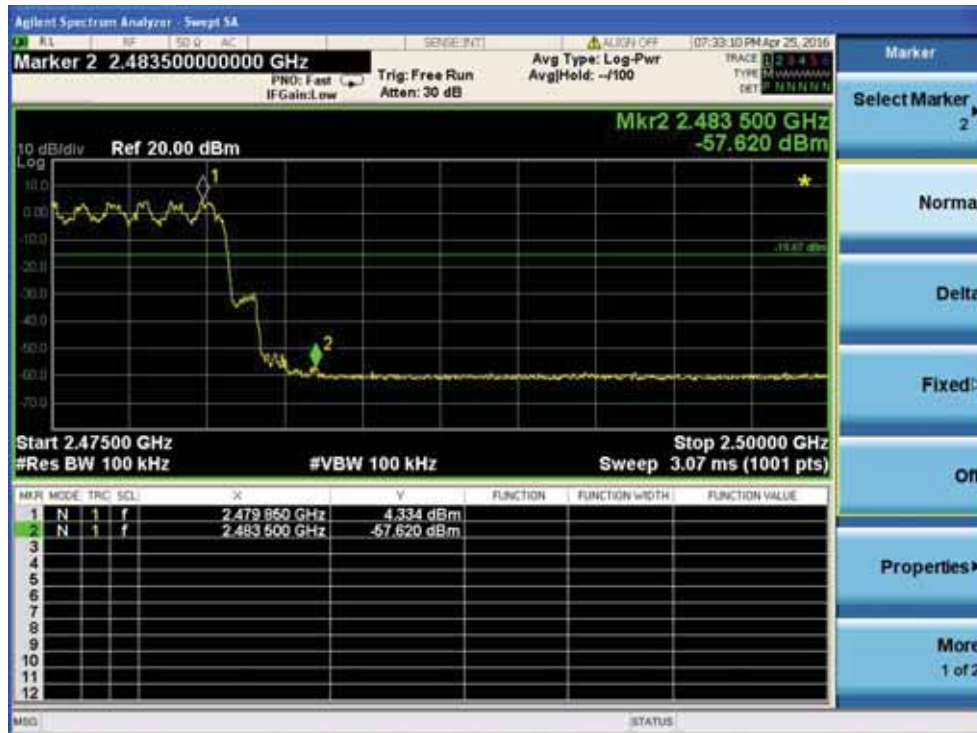 Agilent Spectrum Analyzer - Swept SA
RL RF 50 Ω AC SENSE:INT ALIGN OFF 07:33:10 PM Apr 25, 2016
Marker 2 2.483500000000 GHz
PNO: Fast
IFGain:Low
Trig: Free Run
Atten: 30 dB
Avg Type: Log-Pwr
Avg|Hold: --/100
TRACE 1 2 3 4 5 6
TYPE
DET P N N N N N
Mkr2 2.483 500 GHz
-57.620 dBm
10 dB/div Ref 20.00 dBm
Log
10.0
0.00
-10.0
-20.0
-30.0
-40.0
-50.0
-60.0
-70.0
1
2
Start 2.47500 GHz Stop 2.50000 GHz
#Res BW 100 kHz #VBW 100 kHz Sweep 3.07 ms (1001 pts)
MKR MODE TRC SCL X Y FUNCTION FUNCTION WIDTH FUNCTION VALUE
1 N 1 f 2.479 850 GHz 4.334 dBm
2 N 1 f 2.483 500 GHz -57.620 dBm
3
4
5
6
7
8
9
10
11
12
MSG STATUS
Marker
Select Marker
2
Norma
Delta
Fixed
Of
Properties
More
1 of 2